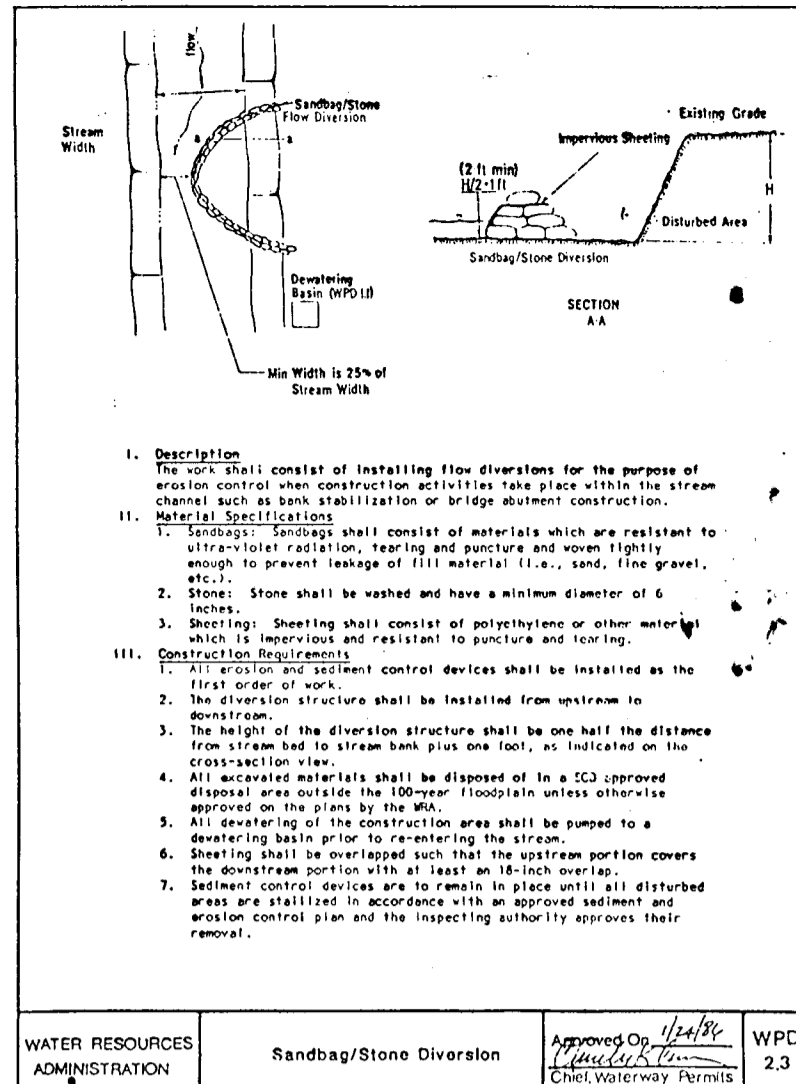 flow
Sandbag/Stone
Flow Diversion
Stream
Width
a
a
Dewatering
Basin (WPD 1.1)
Min Width is 25% of
Stream Width
Existing Grade
Impervious Sheeting
(2 ft min)
H/2+1ft
H
Disturbed Area
Sandbag/Stone Diversion
SECTION
A-A
I. Description
The work shall consist of installing flow diversions for the purpose of
erosion control when construction activities take place within the stream
channel such as bank stabilization or bridge abutment construction.
II. Material Specifications
1. Sandbags: Sandbags shall consist of materials which are resistant to
ultra-violet radiation, tearing and puncture and woven tightly
enough to prevent leakage of fill material (i.e., sand, fine gravel,
etc.).
2. Stone: Stone shall be washed and have a minimum diameter of 6
inches.
3. Sheeting: Sheeting shall consist of polyethylene or other material
which is impervious and resistant to puncture and tearing.
III. Construction Requirements
1. All erosion and sediment control devices shall be installed as the
first order of work.
2. The diversion structure shall be installed from upstream to
downstream.
3. The height of the diversion structure shall be one half the distance
from stream bed to stream bank plus one foot, as indicated on the
cross-section view.
4. All excavated materials shall be disposed of in a SCD approved
disposal area outside the 100-year floodplain unless otherwise
approved on the plans by the WRA.
5. All dewatering of the construction area shall be pumped to a
dewatering basin prior to re-entering the stream.
6. Sheeting shall be overlapped such that the upstream portion covers
the downstream portion with at least an 18-inch overlap.
7. Sediment control devices are to remain in place until all disturbed
areas are stailized in accordance with an approved sediment and
erosion control plan and the inspecting authority approves their
removal.
WATER RESOURCES
ADMINISTRATION
Sandbag/Stone Diversion
Approved On 1/24/86
Chief, Waterway Permits
WPD
2.3